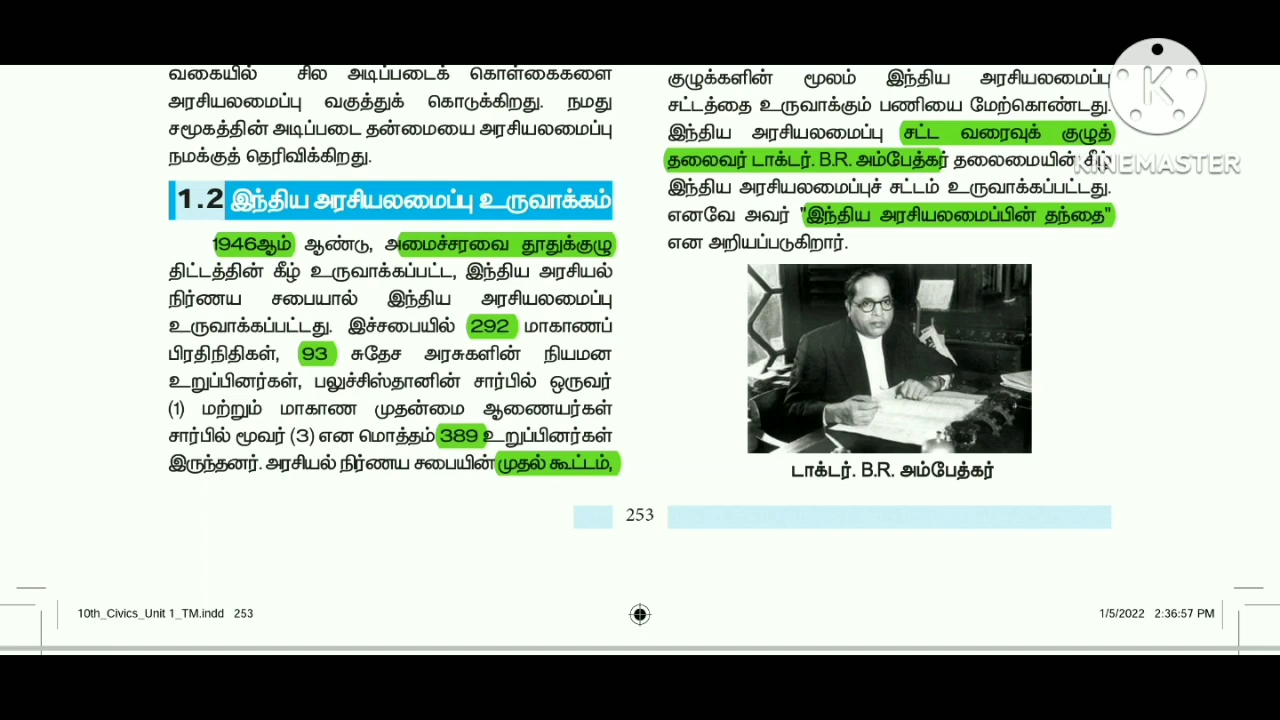 வகையில் சில அடிப்படைக் கொள்கைகளை
அரசியலமைப்பு வகுத்துக் கொடுக்கிறது. நமது
சமூகத்தின் அடிப்படை தன்மையை அரசியலமைப்பு
நமக்குத் தெரிவிக்கிறது.
1.2 இந்திய அரசியலமைப்பு உருவாக்கம்
1946ஆம் ஆண்டு, அமைச்சரவை தூதுக்குழு
திட்டத்தின் கீழ் உருவாக்கப்பட்ட, இந்திய அரசியல்
நிர்ணய சபையால் இந்திய அரசியலமைப்பு
உருவாக்கப்பட்டது. இச்சபையில் 292 மாகாணப்
பிரதிநிதிகள், 93 சுதேச அரசுகளின் நியமன
உறுப்பினர்கள், பலுச்சிஸ்தானின் சார்பில் ஒருவர்
(1) மற்றும் மாகாண முதன்மை ஆணையர்கள்
சார்பில் மூவர் (3) என மொத்தம் 389 உறுப்பினர்கள்
இருந்தனர். அரசியல் நிர்ணய சபையின் முதல் கூட்டம்,
குழுக்களின் மூலம் இந்திய அரசியலமைப்பு
சட்டத்தை உருவாக்கும் பணியை மேற்கொண்டது.
இந்திய அரசியலமைப்பு சட்ட வரைவுக் குழுத்
தலைவர் டாக்டர். B.R. அம்பேத்கர் தலைமையின் கீழ்
இந்திய அரசியலமைப்புச் சட்டம் உருவாக்கப்பட்டது.
எனவே அவர் "இந்திய அரசியலமைப்பின் தந்தை"
என அறியப்படுகிறார்.
டாக்டர். B.R. அம்பேத்கர்
253
10th_Civics_Unit 1_TM.indd 253
1/5/2022 2:36:57 PM
K
KINEMASTER